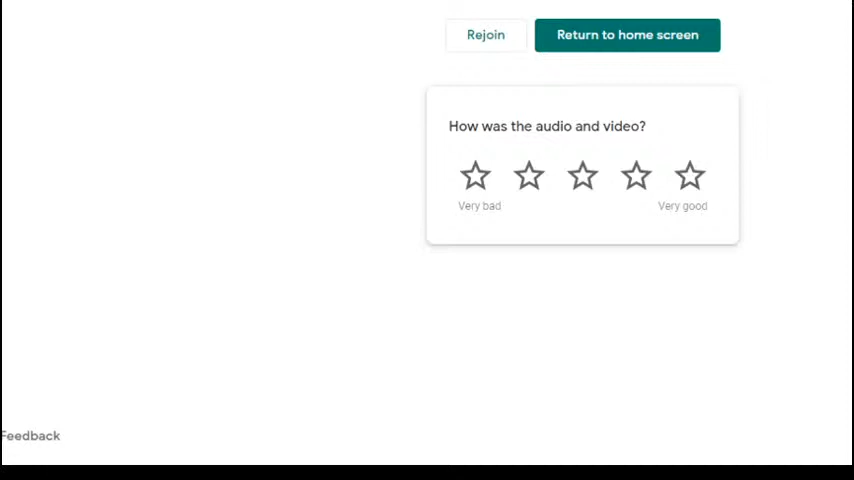 Rejoin Return to home screen
How was the audio and video?
Very bad Very good
Feedback